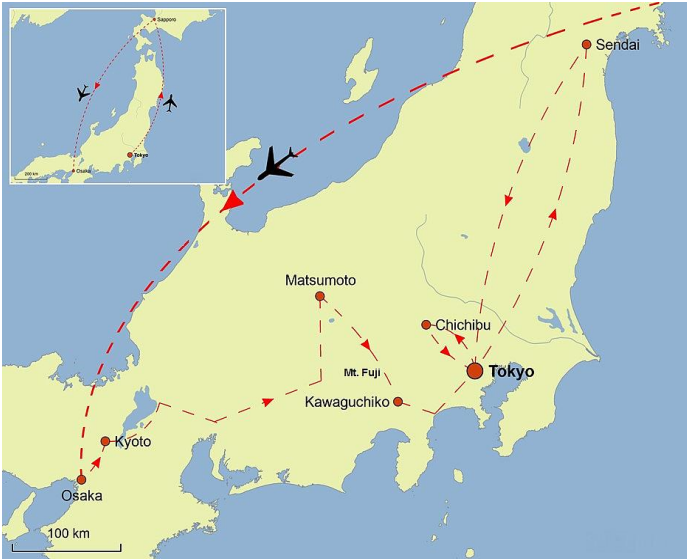 Sapporo
Tokyo
Osaka
200 km
Sendai
Matsumoto
Chichibu
Mt. Fuji
Tokyo
Kawaguchiko
Kyoto
Osaka
100 km